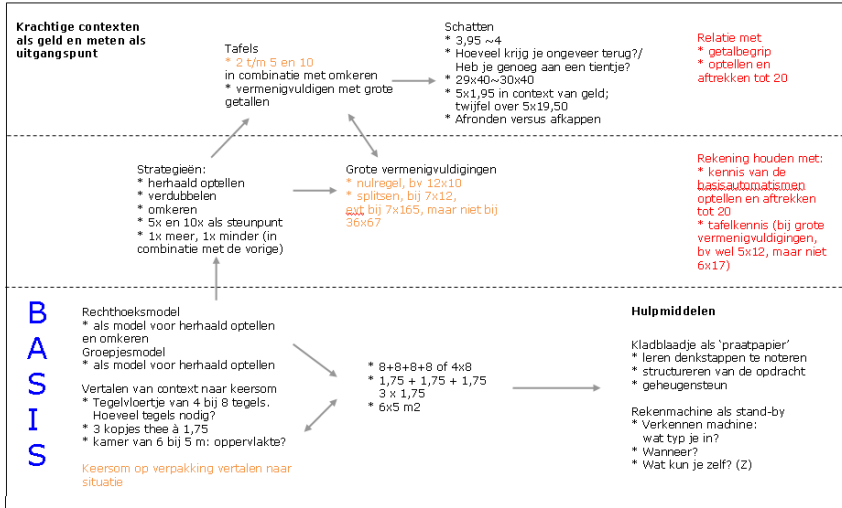 Krachtige contexten
als geld en meten als
uitgangspunt
Tafels
* 2 t/m 5 en 10
in combinatie met omkeren
* vermenigvuldigen met grote
getallen
Schatten
* 3,95 ~4
* Hoeveel krijg je ongeveer terug?/
Heb je genoeg aan een tientje?
* 29x40~30x40
* 5x1,95 in context van geld;
twijfel over 5x19,50
* Afronden versus afkappen
Relatie met
* getalbegrip
* optellen en
aftrekken tot 20
Strategieën:
* herhaald optellen
* verdubbelen
* omkeren
* 5x en 10x als steunpunt
* 1x meer, 1x minder (in
combinatie met de vorige)
Grote vermenigvuldigingen
* nulregel, bv 12x10
* splitsen, bij 7x12,
evt bij 7x165, maar niet bij
36x67
Rekening houden met:
* kennis van de
basisautomatismen
optellen en aftrekken
tot 20
* tafelkennis (bij grote
vermenigvuldigingen,
bv wel 5x12, maar niet
6x17)
B
A
S
I
S
Rechthoeksmodel
* als model voor herhaald optellen
en omkeren
Groepjesmodel
* als model voor herhaald optellen
Vertalen van context naar keersom
* Tegelvloertje van 4 bij 8 tegels.
Hoeveel tegels nodig?
* 3 kopjes thee à 1,75
* kamer van 6 bij 5 m: oppervlakte?
Keersom op verpakking vertalen naar
situatie
* 8+8+8+8 of 4x8
* 1,75 + 1,75 + 1,75
3 x 1,75
* 6x5 m2
Hulpmiddelen
Kladblaadje als 'praatpapier'
* leren denkstappen te noteren
* structureren van de opdracht
* geheugensteun
Rekenmachine als stand-by
* Verkennen machine:
wat typ je in?
* Wanneer?
* Wat kun je zelf? (Z)